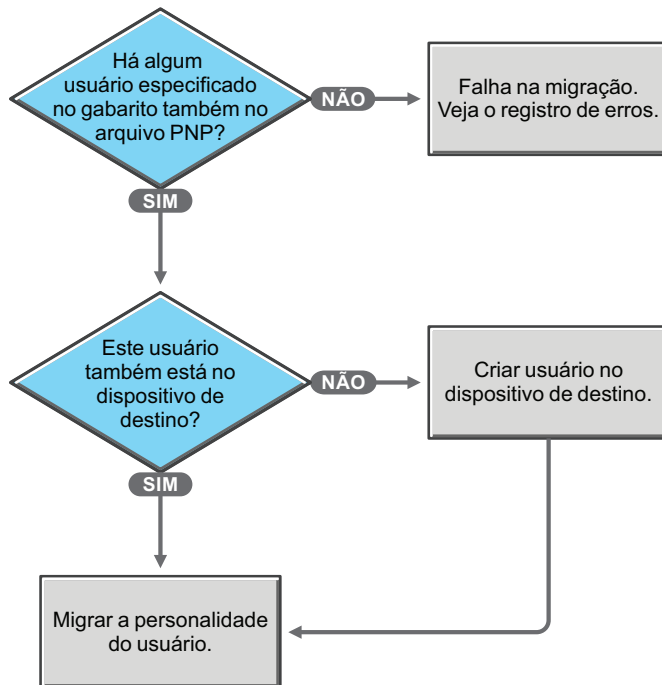 Há algum
usuário especificado
no gabarito também no
arquivo PNP?
NÃO
Falha na migração.
Veja o registro de erros.
SIM
Este usuário
também está no
dispositivo de
destino?
NÃO
Criar usuário no
dispositivo de destino.
SIM
Migrar a personalidade
do usuário.